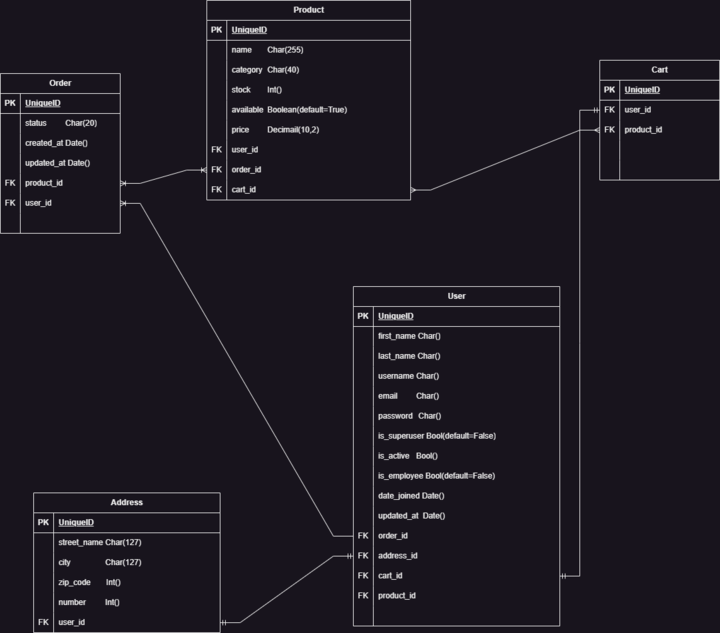 Product
PK UniqueID
name Char(255)
category Char(40)
stock Int()
available Boolean(default=True)
price Decimail(10,2)
FK user_id
FK order_id
FK cart_id
Order
PK UniqueID
status Char(20)
created_at Date()
updated_at Date()
FK product_id
FK user_id
Cart
PK UniqueID
FK user_id
FK product_id
User
PK UniqueID
first_name Char()
last_name Char()
username Char()
email Char()
password Char()
is_superuser Bool(default=False)
is_active Bool()
is_employee Bool(default=False)
date_joined Date()
updated_at Date()
FK order_id
FK address_id
FK cart_id
FK product_id
Address
PK UniqueID
street_name Char(127)
city Char(127)
zip_code Int()
number Int()
FK user_id